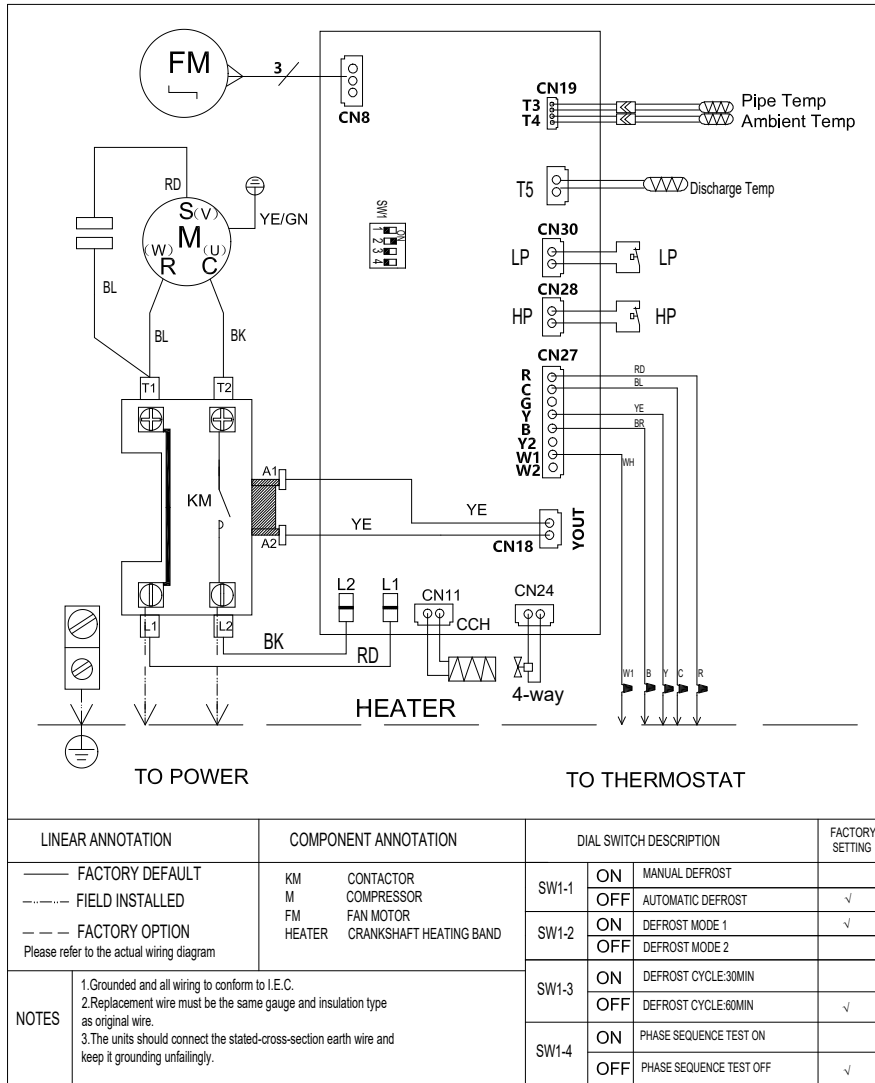 FM
3
CN8
CN19
T3
T4
Pipe Temp
Ambient Temp
RD
YE/GN
S(V)
M
(W)
(U)
R
C
SW1
ON
1
2
3
4
T5
Discharge Temp
CN30
LP
LP
CN28
HP
HP
BL
BL
BK
CN27
R
C
G
Y
B
Y2
W1
W2
RD
BL
YE
BR
WH
T1
T2
A1
KM
YE
YE
A2
CN18
YOUT
L2
L1
CN11
CN24
CCH
L1
L2
BK
RD
HEATER
4-way
W1
B
Y
C
R
TO POWER
TO THERMOSTAT
LINEAR ANNOTATION
FACTORY DEFAULT
FIELD INSTALLED
FACTORY OPTION
Please refer to the actual wiring diagram
COMPONENT ANNOTATION
KM CONTACTOR
M COMPRESSOR
FM FAN MOTOR
HEATER CRANKSHAFT HEATING BAND
DIAL SWITCH DESCRIPTION
FACTORY
SETTING
SW1-1
ON MANUAL DEFROST
OFF AUTOMATIC DEFROST √
SW1-2
ON DEFROST MODE 1 √
OFF DEFROST MODE 2
SW1-3
ON DEFROST CYCLE:30MIN
OFF DEFROST CYCLE:60MIN √
SW1-4
ON PHASE SEQUENCE TEST ON
OFF PHASE SEQUENCE TEST OFF √
NOTES
1.Grounded and all wiring to conform to I.E.C.
2.Replacement wire must be the same gauge and insulation type
as original wire.
3.The units should connect the stated-cross-section earth wire and
keep it grounding unfailingly.